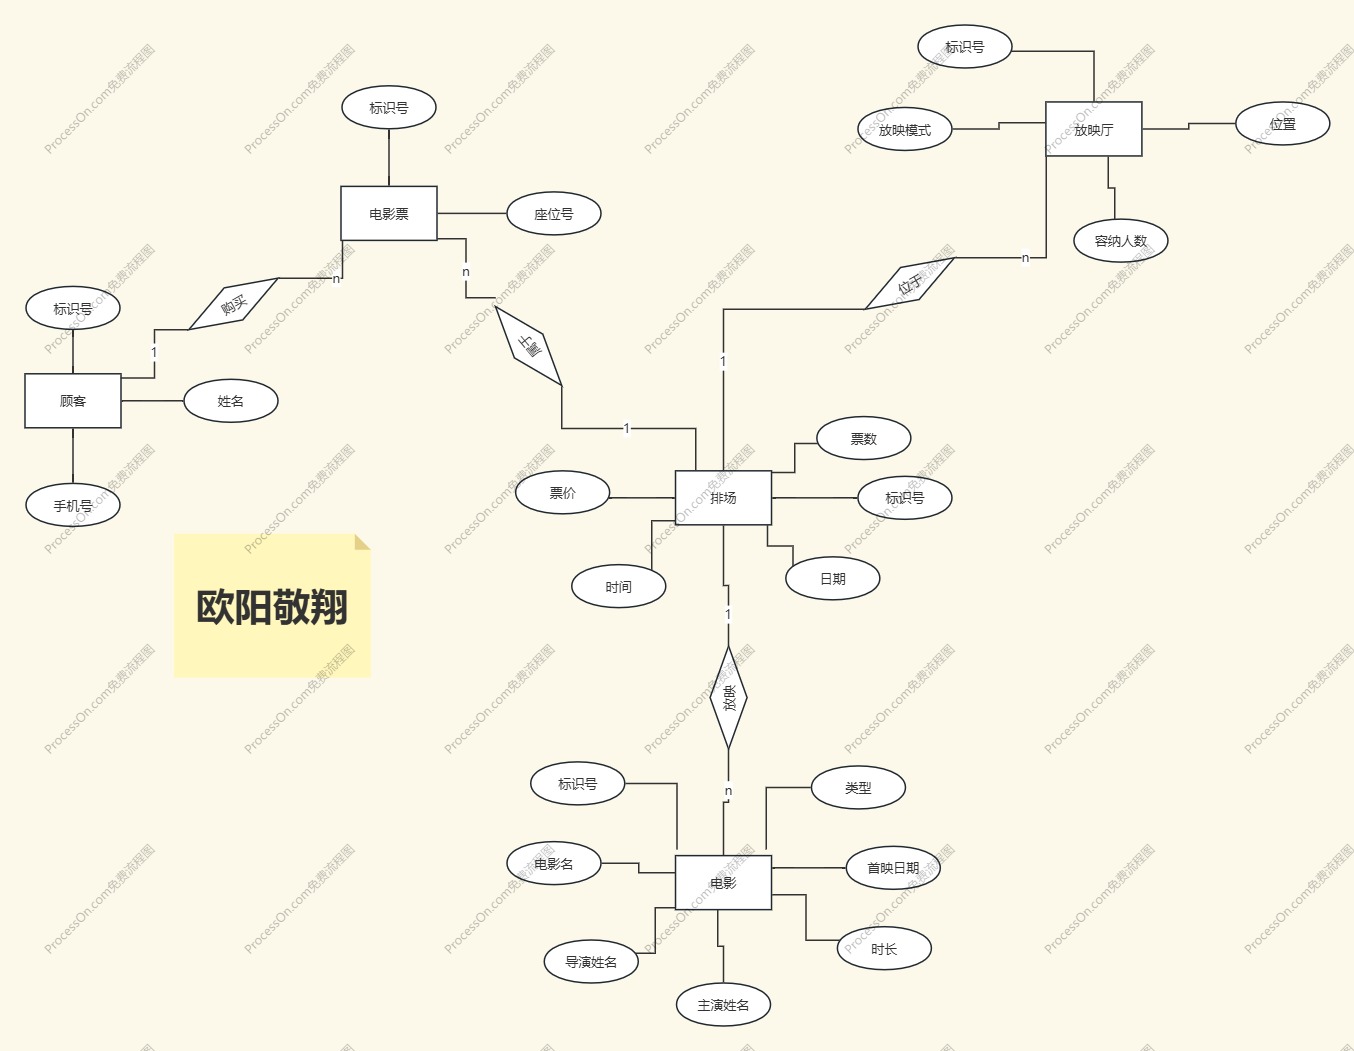 标识号
放映模式
放映厅
位置
容纳人数
标识号
电影票
座位号
n
n
n
位于
购买
标识号
1
属于
1
顾客
姓名
1
手机号
票数
票价
排场
标识号
时间
日期
欧阳敬翔
1
放映
标识号
n
类型
电影名
电影
首映日期
导演姓名
时长
主演姓名
ProcessOn.com免费流程图